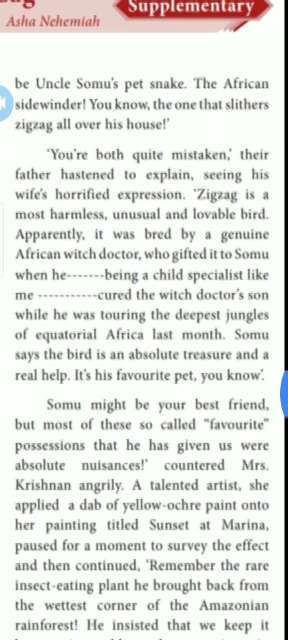 Supplementary
Asha Nehemiah
be Uncle Somu's pet snake. The African
sidewinder! You know, the one that slithers
zigzag all over his house!'
'You're both quite mistaken,' their
father hastened to explain, seeing his
wife's horrified expression. 'Zigzag is a
most harmless, unusual and lovable bird.
Apparently, it was bred by a genuine
African witch doctor, who gifted it to Somu
when he-------being a child specialist like
me -----------cured the witch doctor's son
while he was touring the deepest jungles
of equatorial Africa last month. Somu
says the bird is an absolute treasure and a
real help. It's his favourite pet, you know'.
Somu might be your best friend,
but most of these so called "favourite"
possessions that he has given us were
absolute nuisances!' countered Mrs.
Krishnan angrily. A talented artist, she
applied a dab of yellow-ochre paint onto
her painting titled Sunset at Marina,
paused for a moment to survey the effect
and then continued, 'Remember the rare
insect-eating plant he brought back from
the wettest corner of the Amazonian
rainforest! He insisted that we keep it